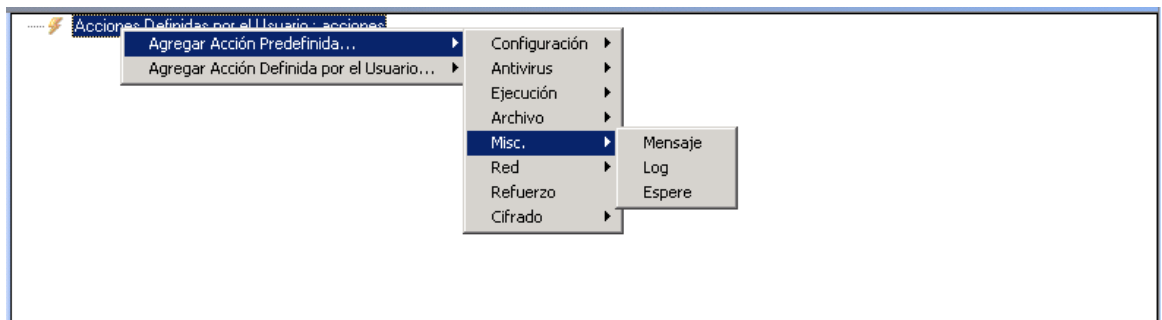 Acciones Definidas por el Usuario : acciones
Agregar Acción Predefinida...
Agregar Acción Definida por el Usuario...
Configuración
Antivirus
Ejecución
Archivo
Misc.
Red
Refuerzo
Cifrado
Mensaje
Log
Espere